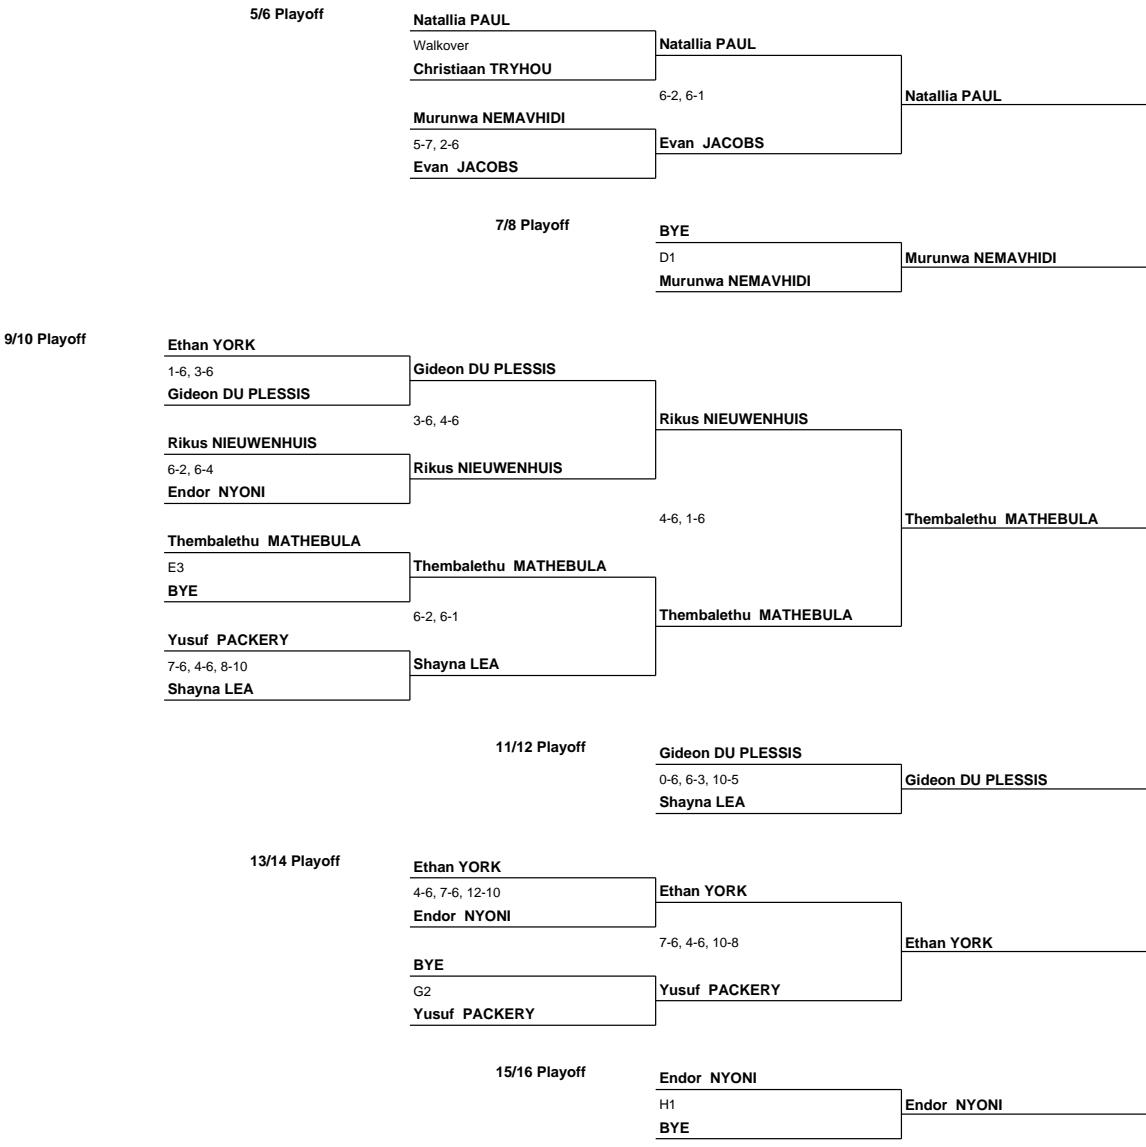 5/6 Playoff
Natallia PAUL
Walkover
Natallia PAUL
Christiaan TRYHOU
6-2, 6-1
Natallia PAUL
Murunwa NEMAVHIDI
5-7, 2-6
Evan JACOBS
Evan JACOBS
7/8 Playoff
BYE
D1
Murunwa NEMAVHIDI
Murunwa NEMAVHIDI
9/10 Playoff
Ethan YORK
1-6, 3-6
Gideon DU PLESSIS
Gideon DU PLESSIS
3-6, 4-6
Rikus NIEUWENHUIS
Rikus NIEUWENHUIS
6-2, 6-4
Rikus NIEUWENHUIS
Endor NYONI
4-6, 1-6
Thembalethu MATHEBULA
Thembalethu MATHEBULA
E3
Thembalethu MATHEBULA
BYE
6-2, 6-1
Thembalethu MATHEBULA
Yusuf PACKERY
7-6, 4-6, 8-10
Shayna LEA
Shayna LEA
11/12 Playoff
Gideon DU PLESSIS
0-6, 6-3, 10-5
Gideon DU PLESSIS
Shayna LEA
13/14 Playoff
Ethan YORK
4-6, 7-6, 12-10
Ethan YORK
Endor NYONI
7-6, 4-6, 10-8
Ethan YORK
BYE
G2
Yusuf PACKERY
Yusuf PACKERY
15/16 Playoff
Endor NYONI
H1
Endor NYONI
BYE